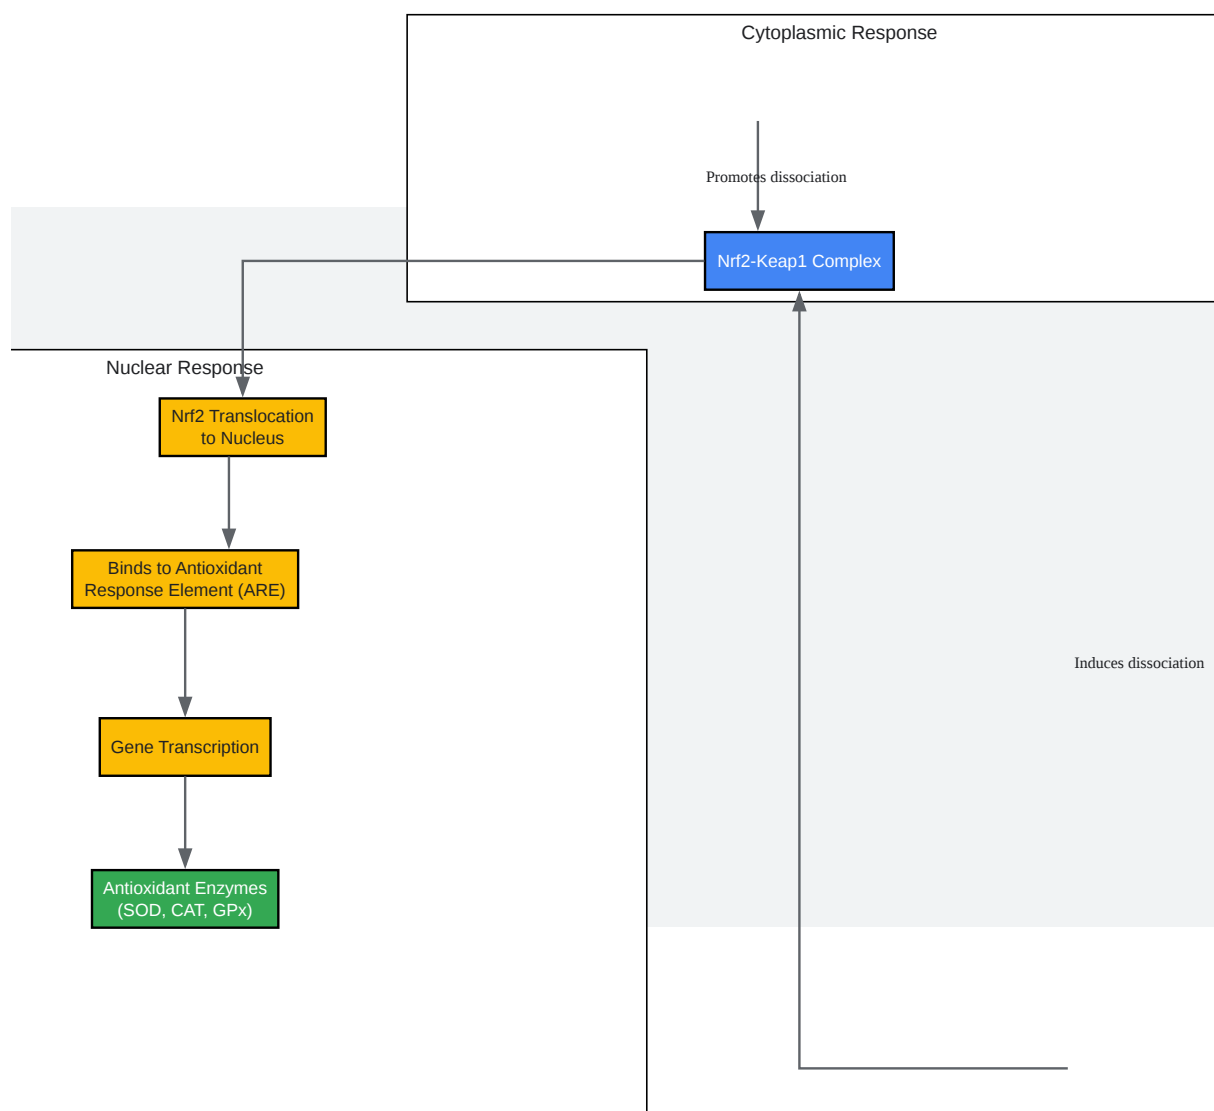 Cytoplasmic Response
Promotes dissociation
Nrf2-Keap1 Complex
Nuclear Response
Nrf2 Translocation
to Nucleus
Binds to Antioxidant
Response Element (ARE)
Induces dissociation
Gene Transcription
Antioxidant Enzymes
(SOD, CAT, GPx)